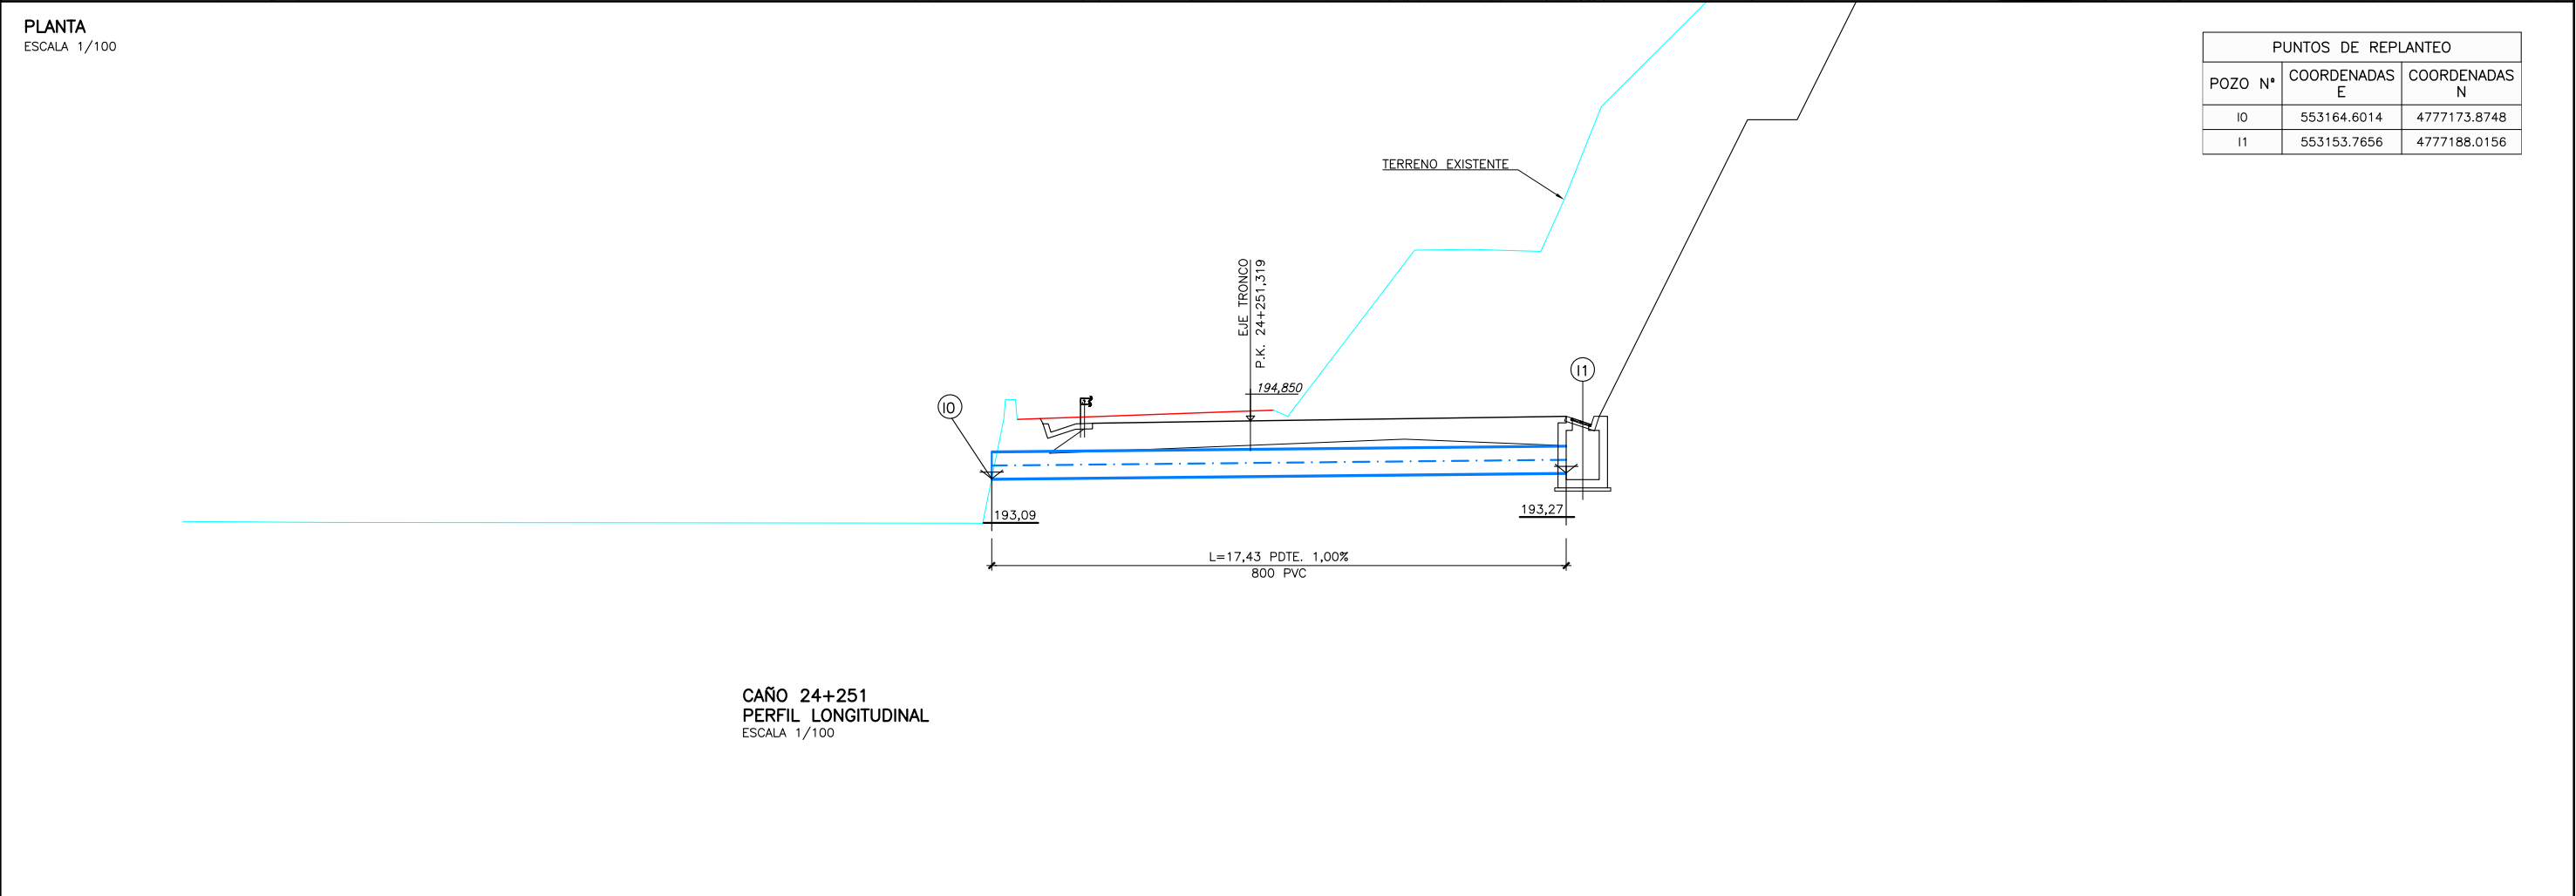 PLANTA
ESCALA 1/100
PUNTOS DE REPLANTEO
POZO Nº
COORDENADAS
E
COORDENADAS
N
I0 553164.6014 4777173.8748
I1 553153.7656 4777188.0156
TERRENO EXISTENTE
EJE TRONCO
P.K. 24+251,319
194,850
I0
I1
193,09
193,27
L=17,43 PDTE. 1,00%
800 PVC
CAÑO 24+251
PERFIL LONGITUDINAL
ESCALA 1/100